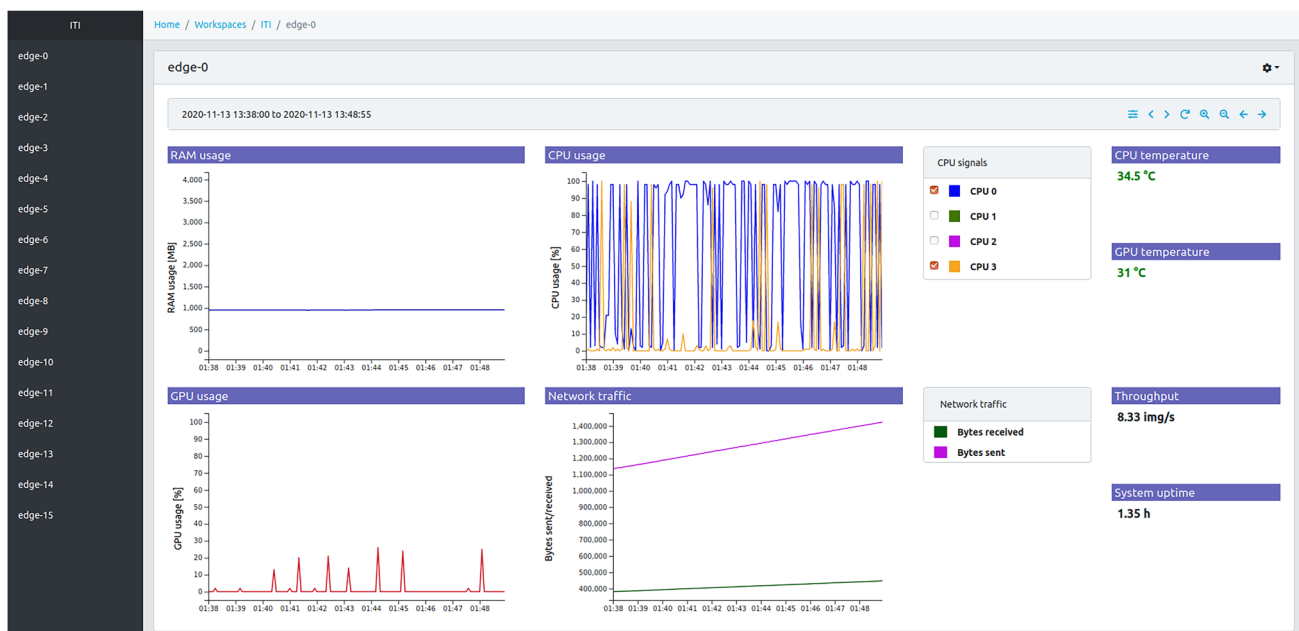 ITI
Home / Workspaces / ITI / edge-0
edge-0
edge-1
edge-2
edge-3
edge-4
edge-5
edge-6
edge-7
edge-8
edge-9
edge-10
edge-11
edge-12
edge-13
edge-14
edge-15
edge-0
2020-11-13 13:38:00 to 2020-11-13 13:48:55
RAM usage
RAM usage [MB]
4,000
3,500
3,000
2,500
2,000
1,500
1,000
500
0
01:38 01:39 01:40 01:41 01:42 01:43 01:44 01:45 01:46 01:47 01:48
CPU usage
CPU usage [%]
100
90
80
70
60
50
40
30
20
10
0
01:38 01:39 01:40 01:41 01:42 01:43 01:44 01:45 01:46 01:47 01:48
CPU signals
CPU 0
CPU 1
CPU 2
CPU 3
CPU temperature
34.5 °C
GPU temperature
31 °C
GPU usage
GPU usage [%]
100
90
80
70
60
50
40
30
20
10
0
01:38 01:39 01:40 01:41 01:42 01:43 01:44 01:45 01:46 01:47 01:48
Network traffic
Bytes sent/received
1,400,000
1,300,000
1,200,000
1,100,000
1,000,000
900,000
800,000
700,000
600,000
500,000
400,000
01:38 01:39 01:40 01:41 01:42 01:43 01:44 01:45 01:46 01:47 01:48
Network traffic
Bytes received
Bytes sent
Throughput
8.33 img/s
System uptime
1.35 h